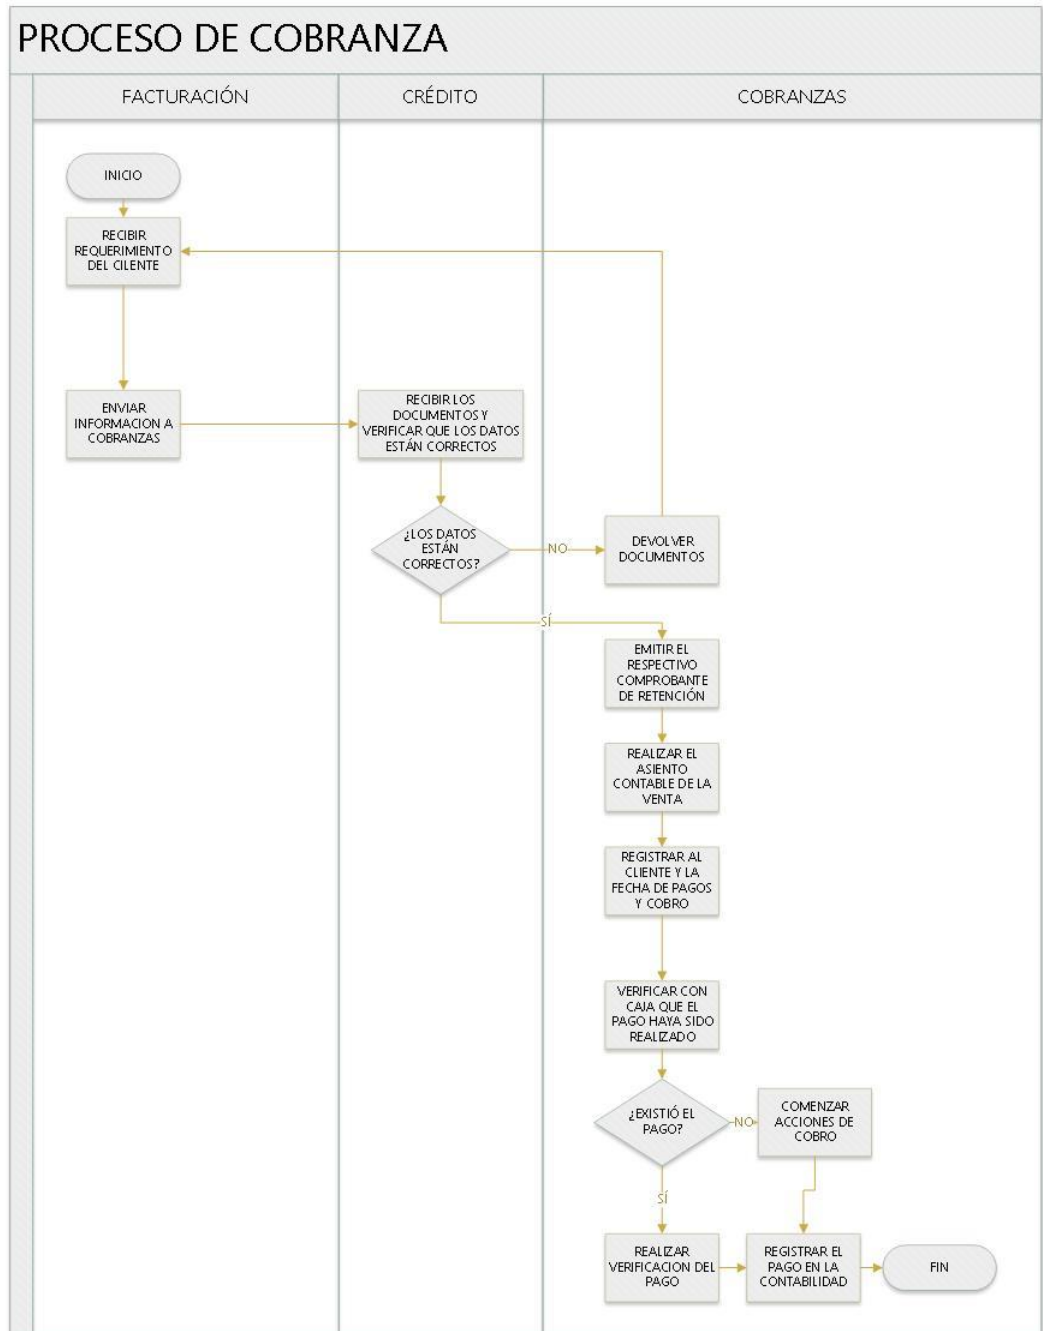 PROCESO DE COBRANZA
FACTURACIÓN
CRÉDITO
COBRANZAS
INICIO
RECIBIR
REQUERIMIENTO
DEL CILENTE
ENVIAR
INFORMACION A
COBRANZAS
RECIBIR LOS
DOCUMENTOS Y
VERIFICAR QUE LOS DATOS
ESTÁN CORRECTOS
¿LOS DATOS
ESTÁN
CORRECTOS?
NO
DEVOLVER
DOCUMENTOS
SÍ
EMITIR EL
RESPECTIVO
COMPROBANTE
DE RETENCIÓN
REALIZAR EL
ASIENTO
CONTABLE DE LA
VENTA
REGISTRAR AL
CLIENTE Y LA
FECHA DE PAGOS
Y COBRO
VERIFICAR CON
CAJA QUE EL
PAGO HAYA SIDO
REALIZADO
¿EXISTIÓ EL
PAGO?
NO
COMENZAR
ACCIONES DE
COBRO
SÍ
REALIZAR
VERIFICACION DEL
PAGO
REGISTRAR EL
PAGO EN LA
CONTABILIDAD
FIN